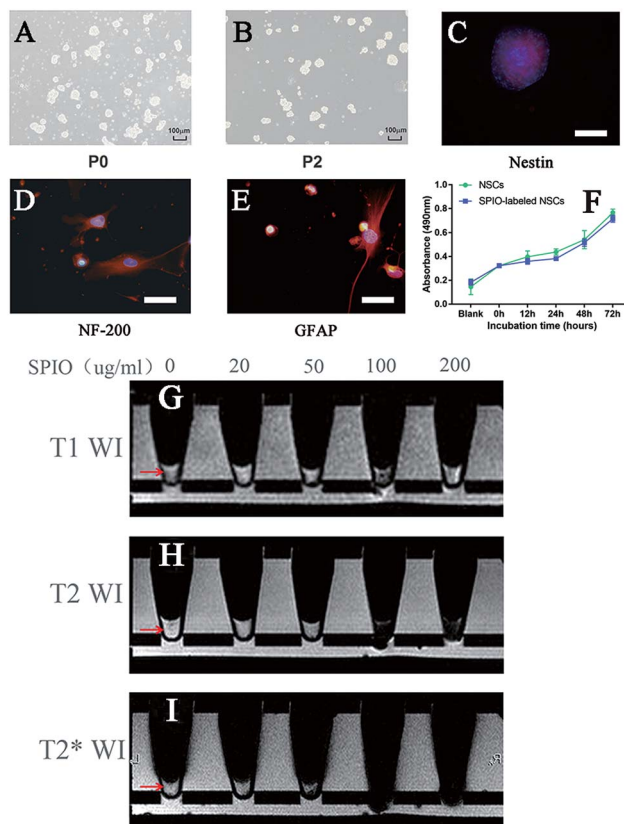 A
100μm
P0
B
100μm
P2
C
Nestin
D
NF-200
E
GFAP
F
NSCs
SPIO-labeled NSCs
Absorbance (490nm)
1.0
0.8
0.6
0.4
0.2
0.0
Blank 0h 12h 24h 48h 72h
Incubation time (hours)
SPIO（ug/ml） 0 20 50 100 200
G
T1 WI
H
T2 WI
I
T2* WI